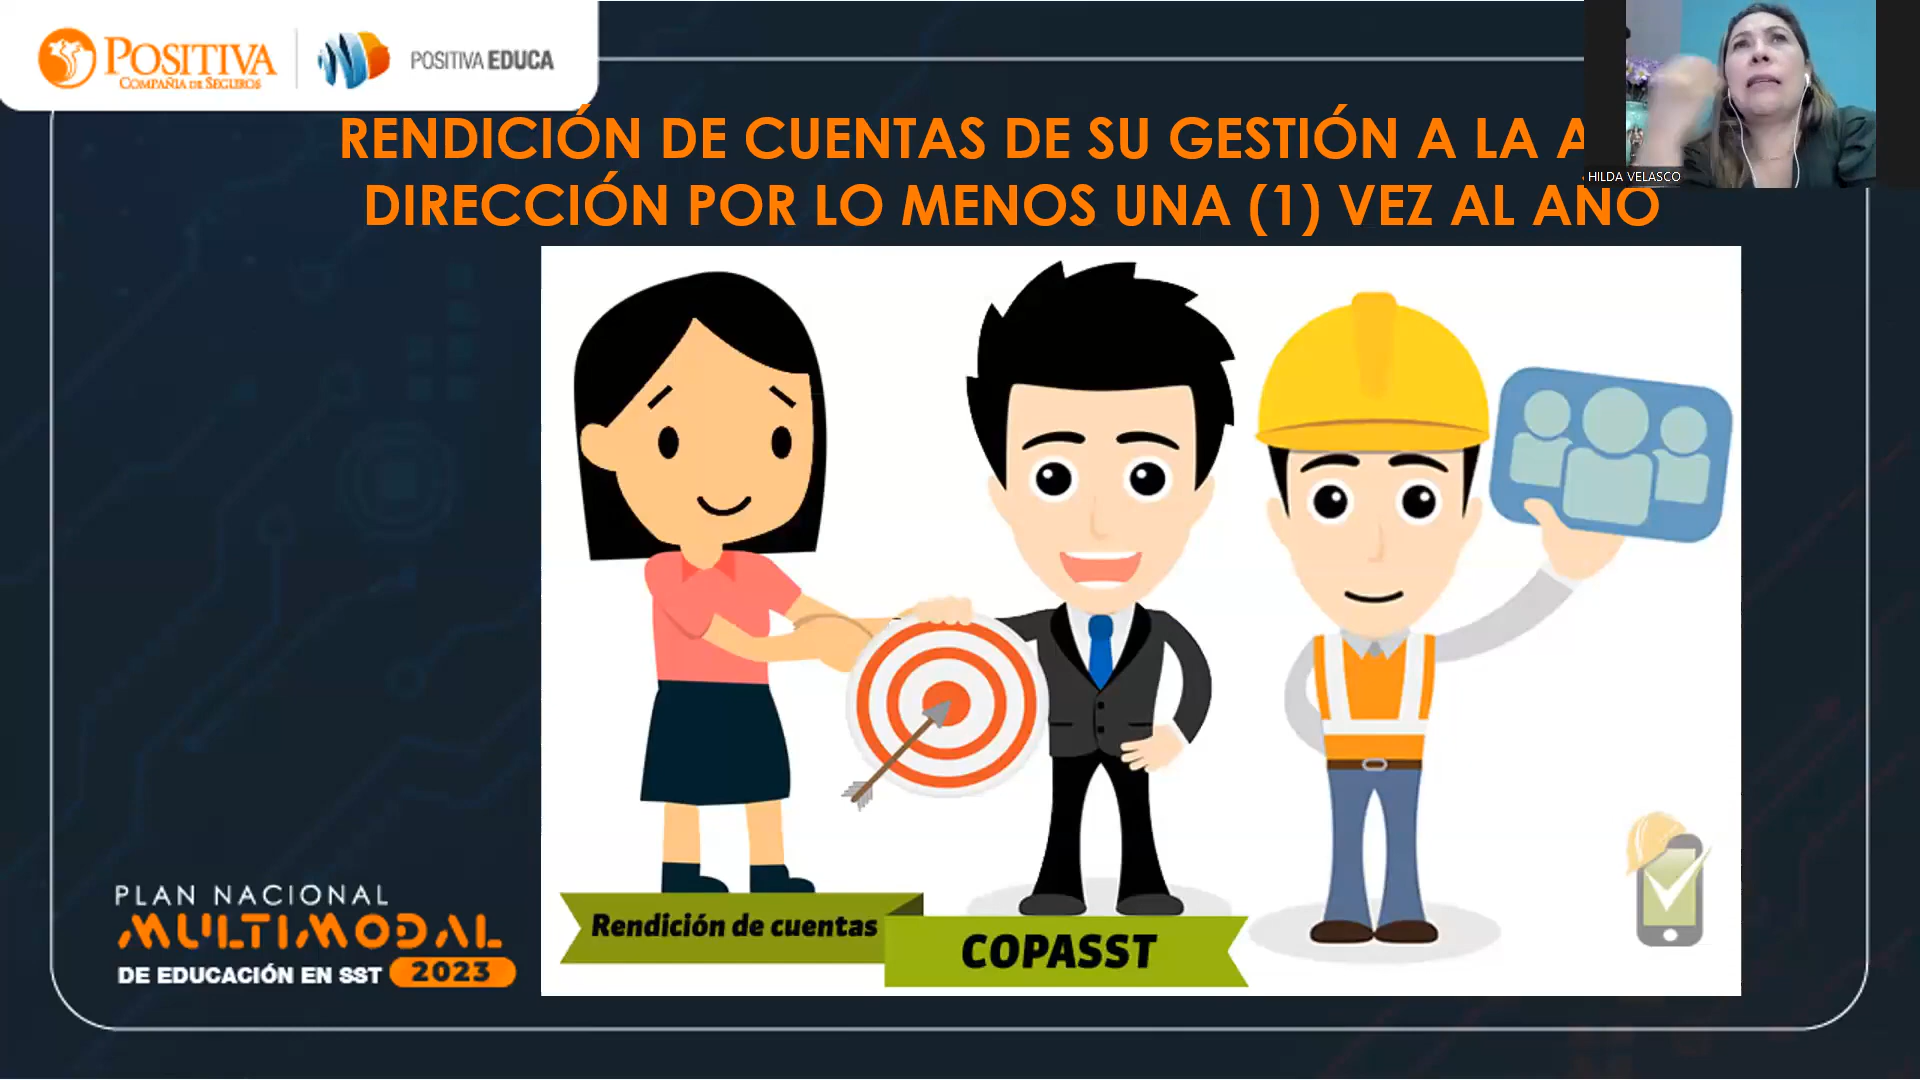 POSITIVA
COMPAÑÍA DE SEGUROS
POSITIVA EDUCA
HILDA VELASCO
RENDICIÓN DE CUENTAS DE SU GESTIÓN A LA
DIRECCIÓN POR LO MENOS UNA (1) VEZ AL AÑO
Rendición de cuentas
COPASST
PLAN NACIONAL
MULTIMODAL
DE EDUCACIÓN EN SST 2023